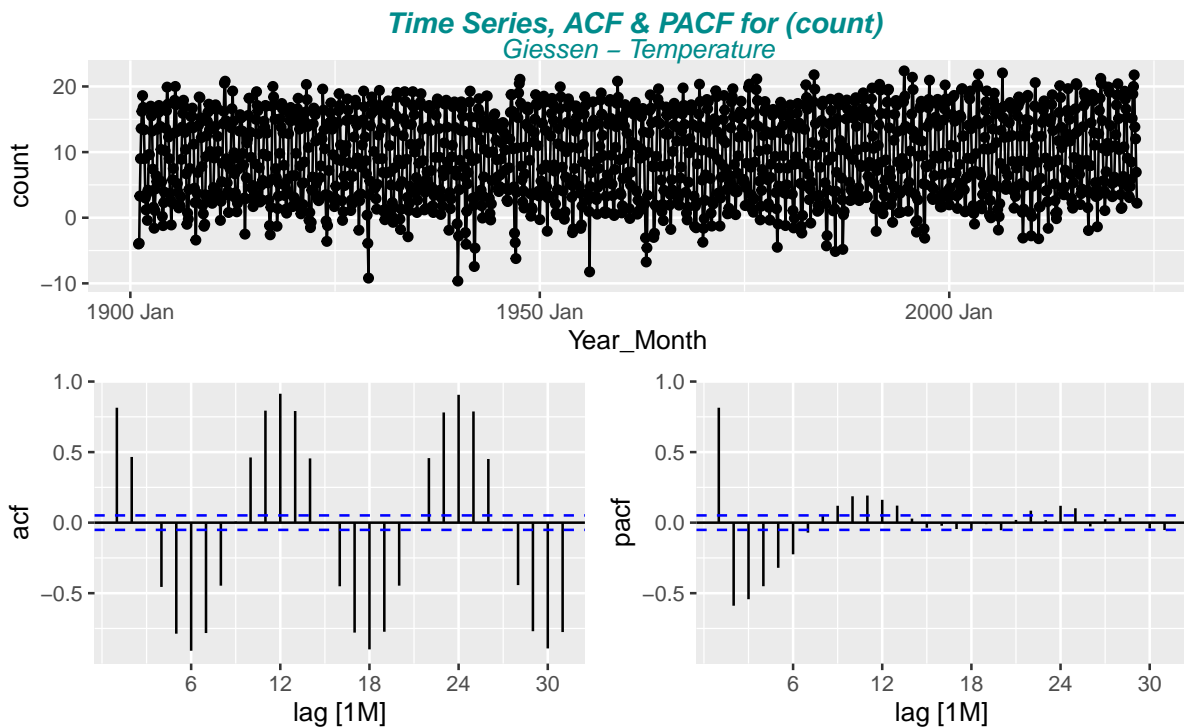 Time Series, ACF & PACF for (count)
Giessen − Temperature
count
20
10
0
−10
1900 Jan
1950 Jan
2000 Jan
Year_Month
acf
1.0
0.5
0.0
−0.5
6
12
18
24
30
lag [1M]
pacf
1.0
0.5
0.0
−0.5
6
12
18
24
30
lag [1M]